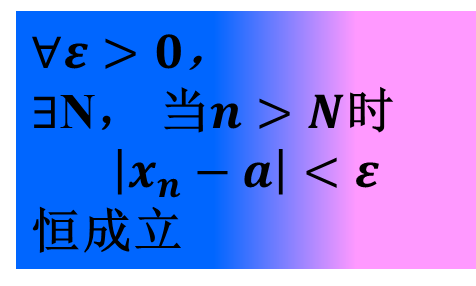 ∀ε > 0，
∃N， 当n > N时
|xₙ − a| < ε
恒成立